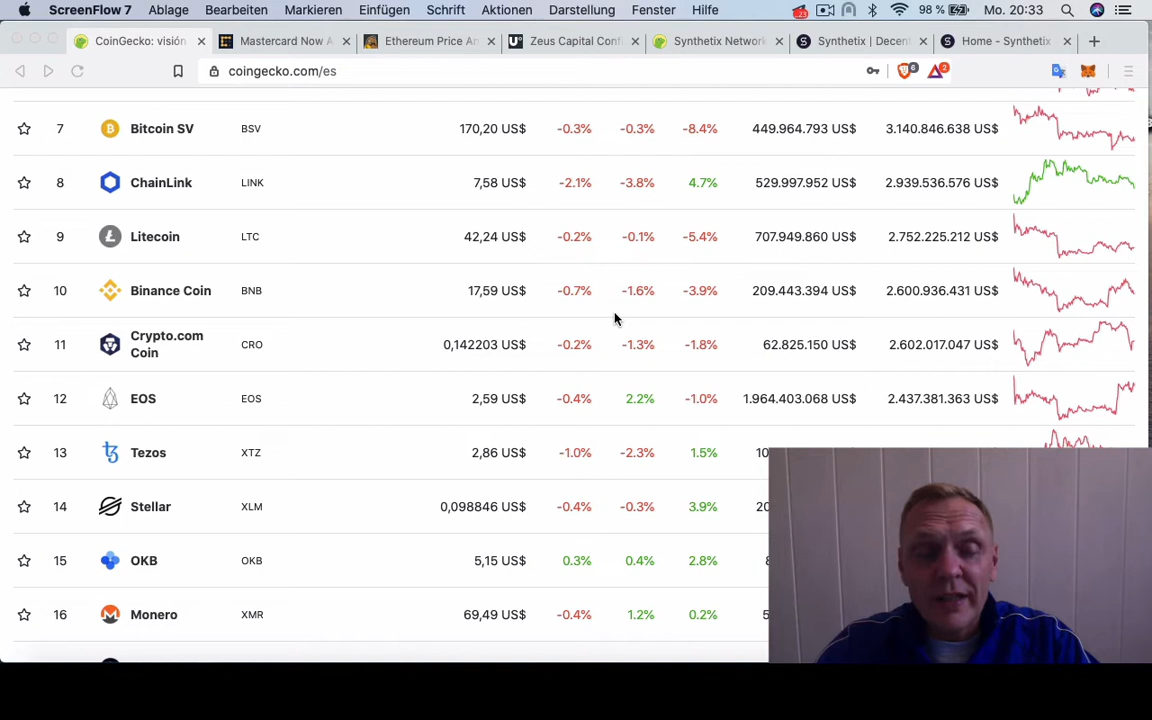 ScreenFlow 7 Ablage Bearbeiten Markieren Einfügen Schrift Aktionen Darstellung Fenster Hilfe 23 98 % Mo. 20:33
CoinGecko: visión Mastercard Now A Ethereum Price An Zeus Capital Conf Synthetix Network Synthetix | Decent Home - Synthetix
coingecko.com/es 6 2
7 Bitcoin SV BSV 170,20 US$ -0.3% -0.3% -8.4% 449.964.793 US$ 3.140.846.638 US$
8 ChainLink LINK 7,58 US$ -2.1% -3.8% 4.7% 529.997.952 US$ 2.939.536.576 US$
9 Litecoin LTC 42,24 US$ -0.2% -0.1% -5.4% 707.949.860 US$ 2.752.225.212 US$
10 Binance Coin BNB 17,59 US$ -0.7% -1.6% -3.9% 209.443.394 US$ 2.600.936.431 US$
11 Crypto.com Coin CRO 0,142203 US$ -0.2% -1.3% -1.8% 62.825.150 US$ 2.602.017.047 US$
12 EOS EOS 2,59 US$ -0.4% 2.2% -1.0% 1.964.403.068 US$ 2.437.381.363 US$
13 Tezos XTZ 2,86 US$ -1.0% -2.3% 1.5% 10
14 Stellar XLM 0,098846 US$ -0.4% -0.3% 3.9% 20
15 OKB OKB 5,15 US$ 0.3% 0.4% 2.8%
16 Monero XMR 69,49 US$ -0.4% 1.2% 0.2% 5